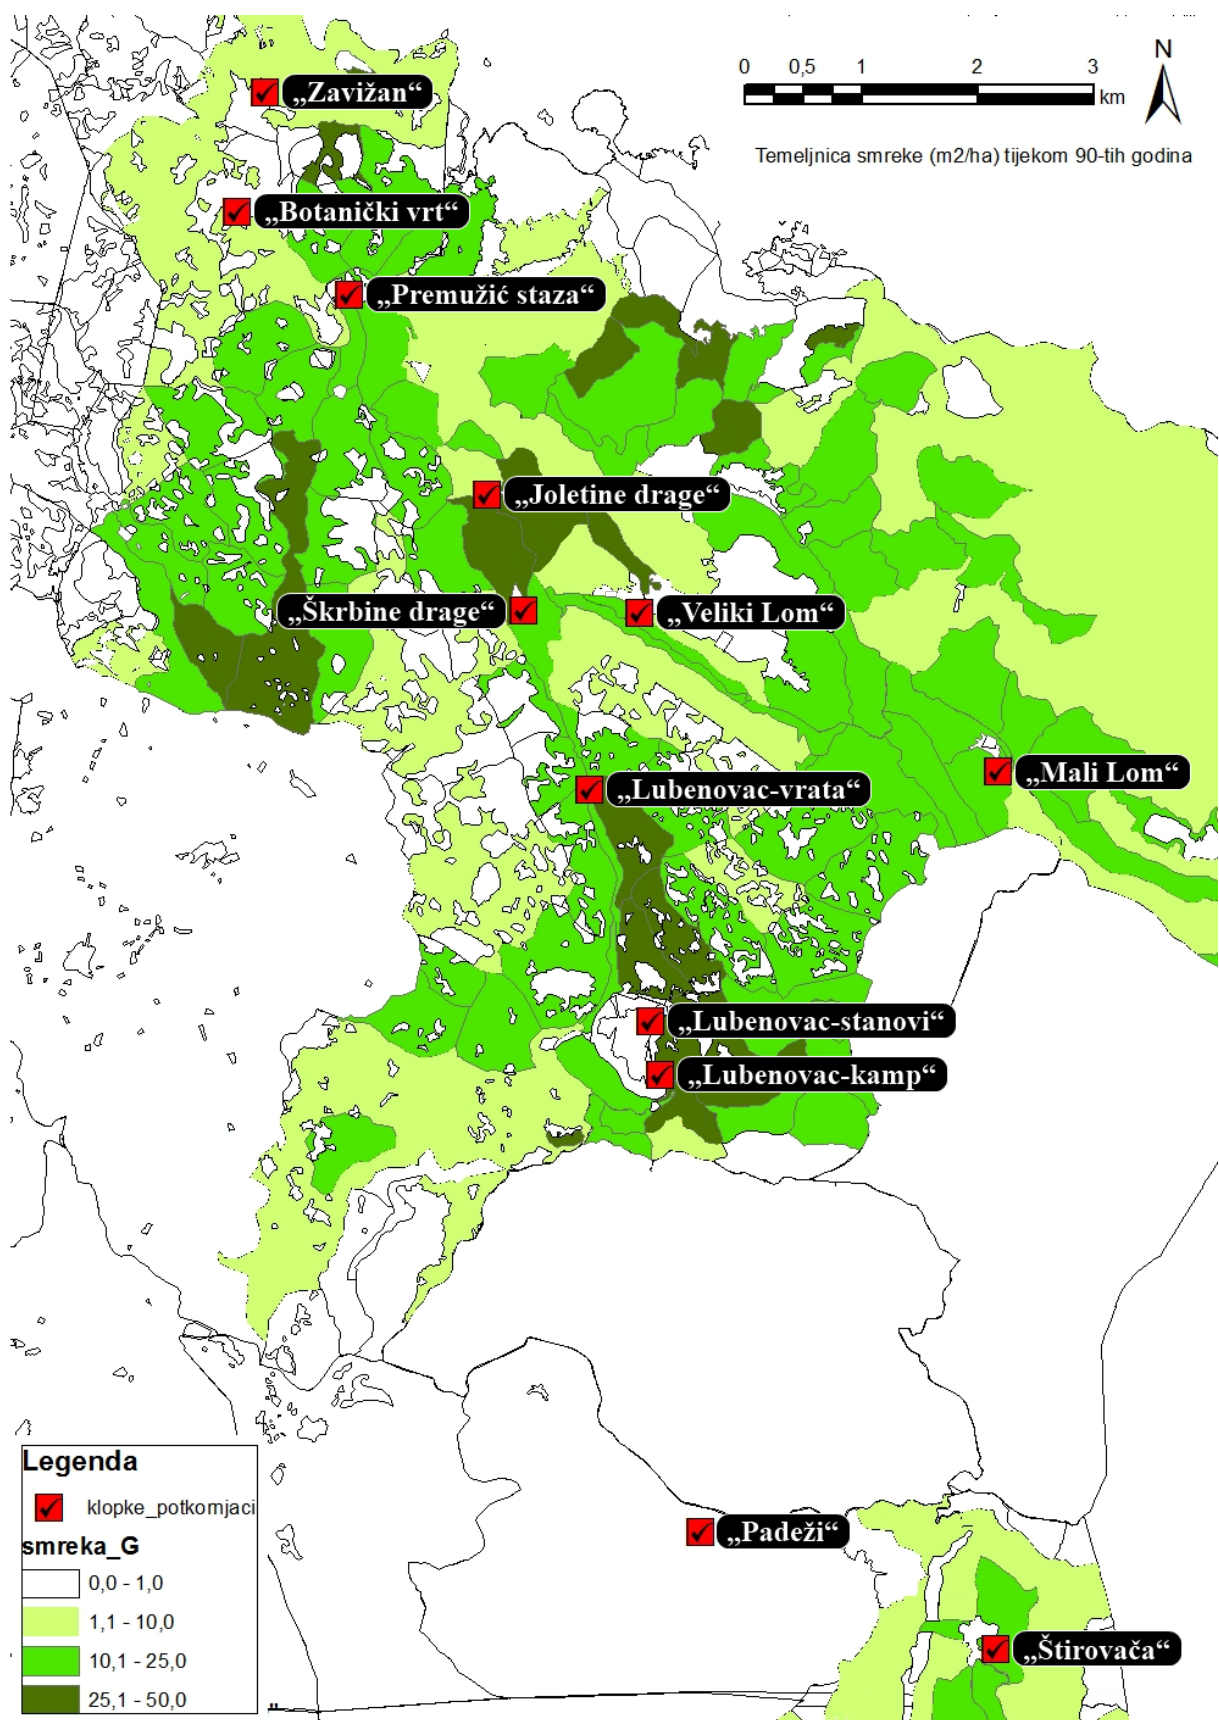 N
0 0,5 1 2 3
km
Temeljnica smreke (m2/ha) tijekom 90-tih godina
„Zavižan“
„Botanički vrt“
„Premužić staza“
„Joletine drage“
„Škrbine drage“
„Veliki Lom“
„Mali Lom“
„Lubenovac-vrata“
„Lubenovac-stanovi“
„Lubenovac-kamp“
„Padeži“
„Štirovača“
Legenda
klopke_potkornjaci
smreka_G
0,0 - 1,0
1,1 - 10,0
10,1 - 25,0
25,1 - 50,0